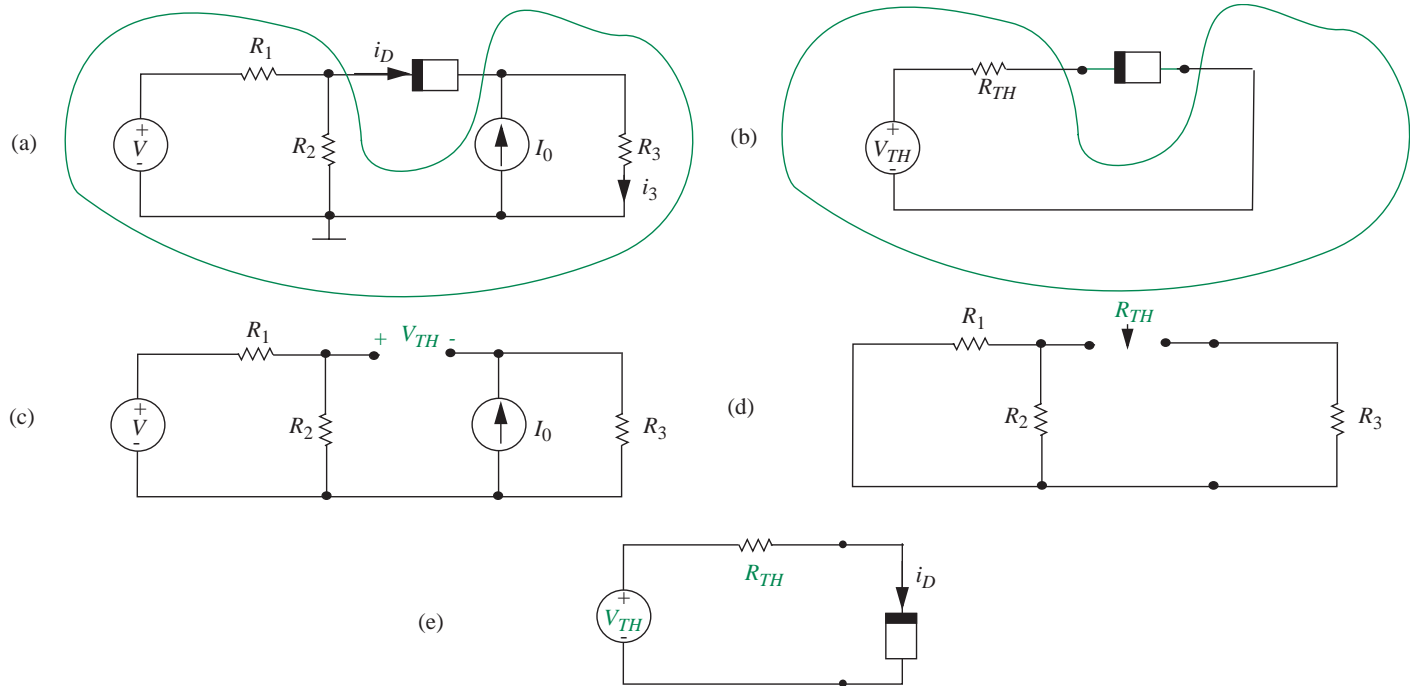 (a)
R1
iD
+
V
-
R2
I0
R3
i3
(b)
RTH
+
VTH
-
(c)
R1
+ VTH -
+
V
-
R2
I0
R3
(d)
R1
RTH
R2
R3
(e)
RTH
iD
+
VTH
-